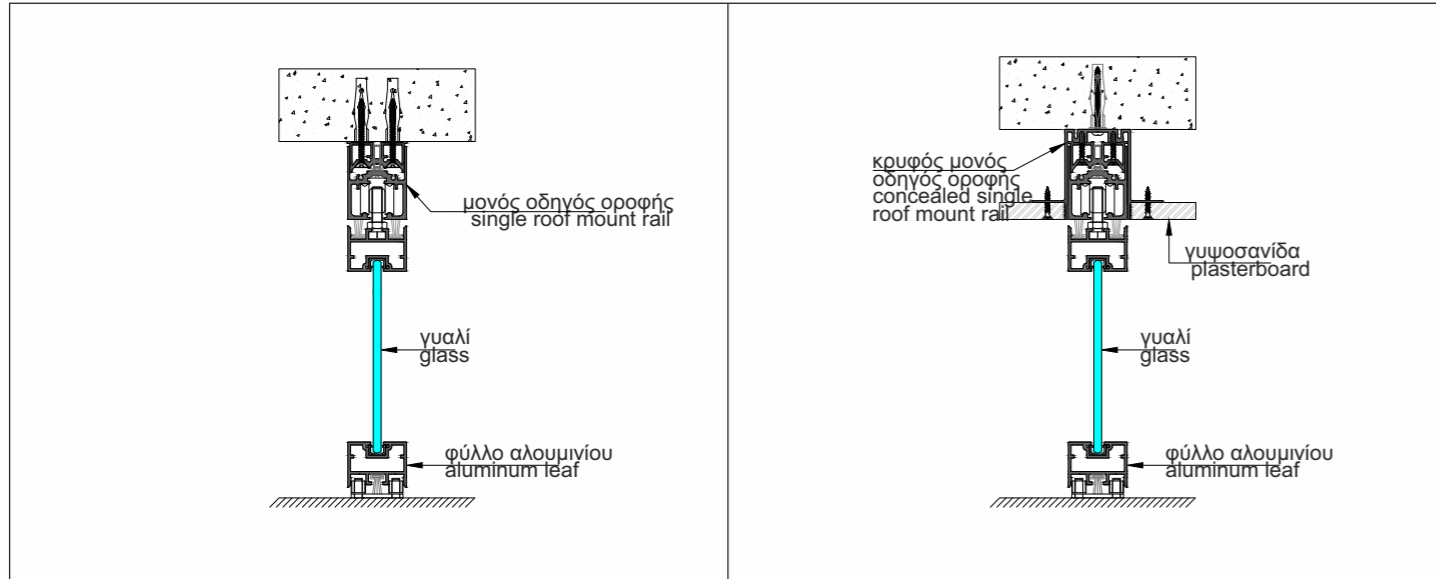 μονός οδηγός οροφής
single roof mount rail
γυαλί
glass
φύλλο αλουμινίου
aluminum leaf
κρυφός μονός
οδηγός οροφής
concealed single
roof mount rail
γυψοσανίδα
plasterboard
γυαλί
glass
φύλλο αλουμινίου
aluminum leaf